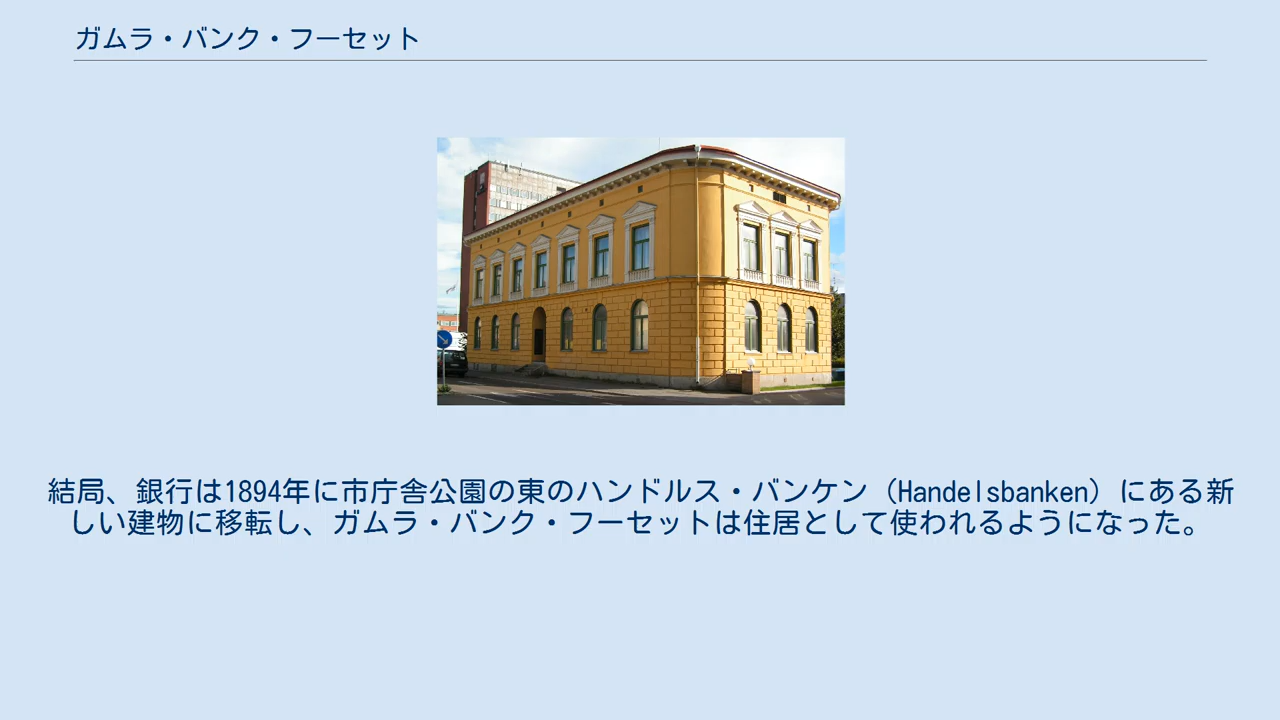 ガムラ・バンク・フーセット
結局、銀行は1894年に市庁舎公園の東のハンドルス・バンケン（Handelsbanken）にある新
しい建物に移転し、ガムラ・バンク・フーセットは住居として使われるようになった。